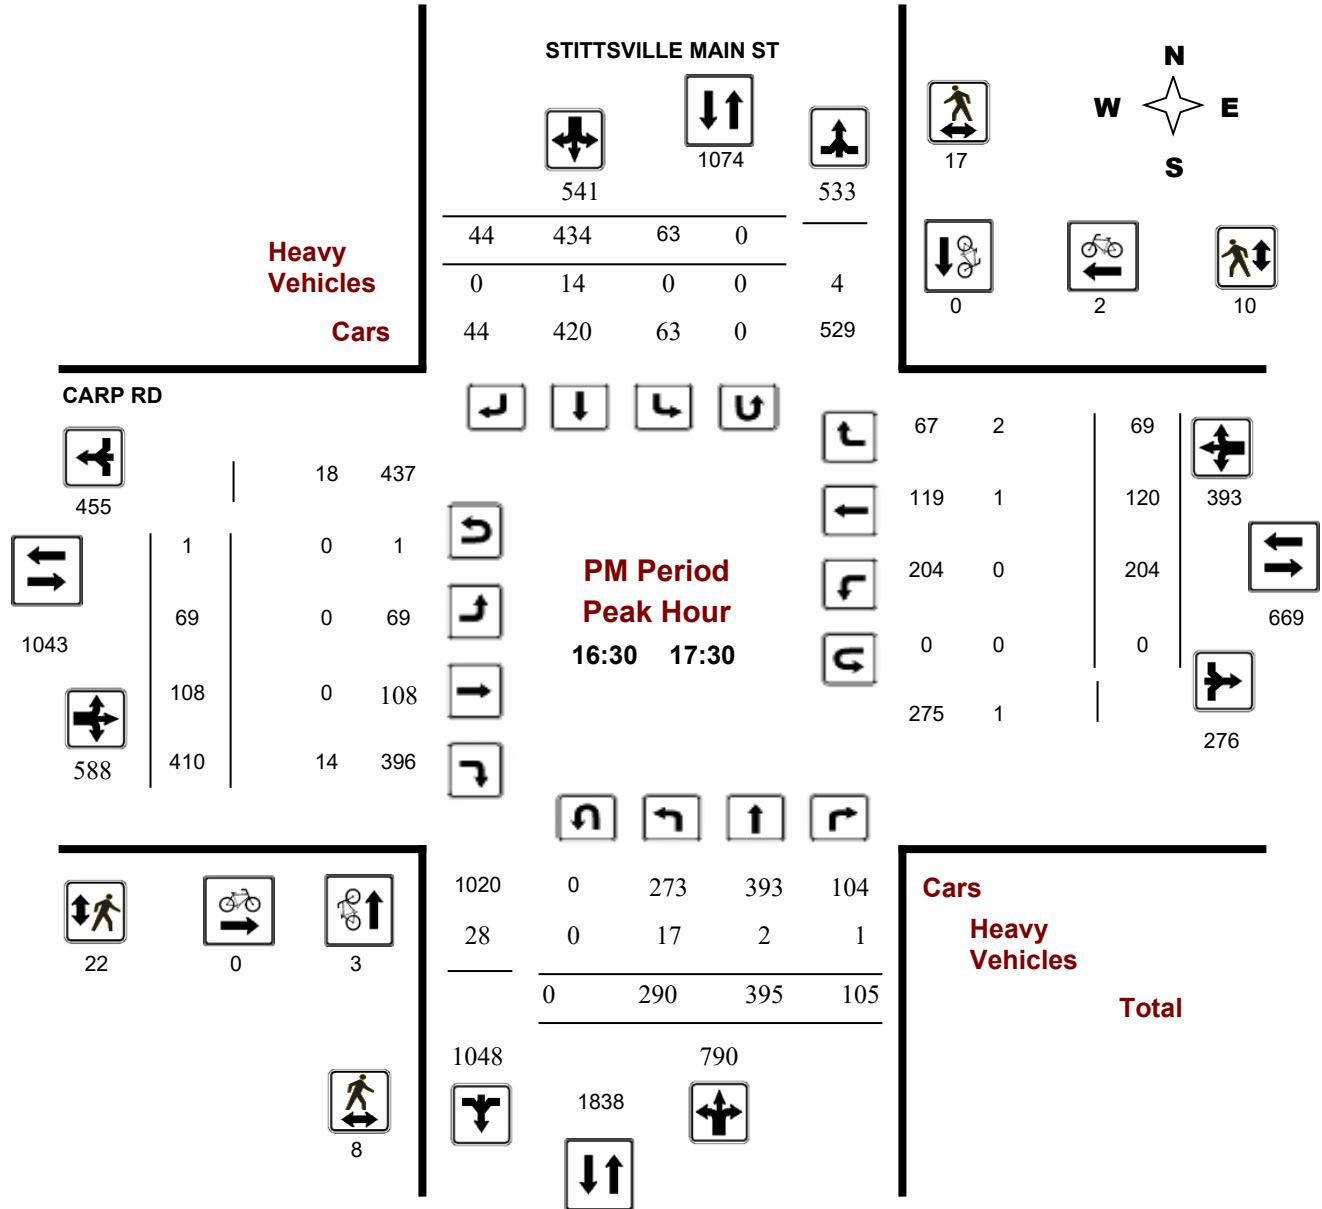 STITTSVILLE MAIN ST
N
W E
S
1074
17
541 533
44 434 63 0
Heavy
Vehicles
0 14 0 0 4
0 2 10
Cars
44 420 63 0 529
CARP RD
67 2 69
18 437
455
119 1 120 393
1 0 1
PM Period
Peak Hour
204 0 204
69 0 69
669
1043
16:30 17:30
0 0 0
108 0 108
275 1
276
588
410 14 396
1020 0 273 393 104
Cars
28 0 17 2 1
Heavy
Vehicles
22 0 3
0 290 395 105
Total
1048 790
1838
8